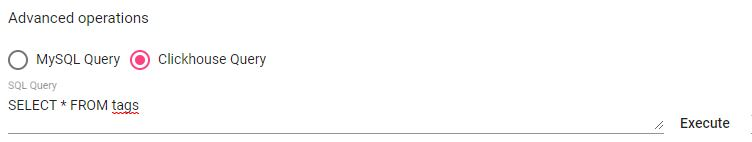 Advanced operations
MySQL Query Clickhouse Query
SQL Query
SELECT * FROM tags
Execute